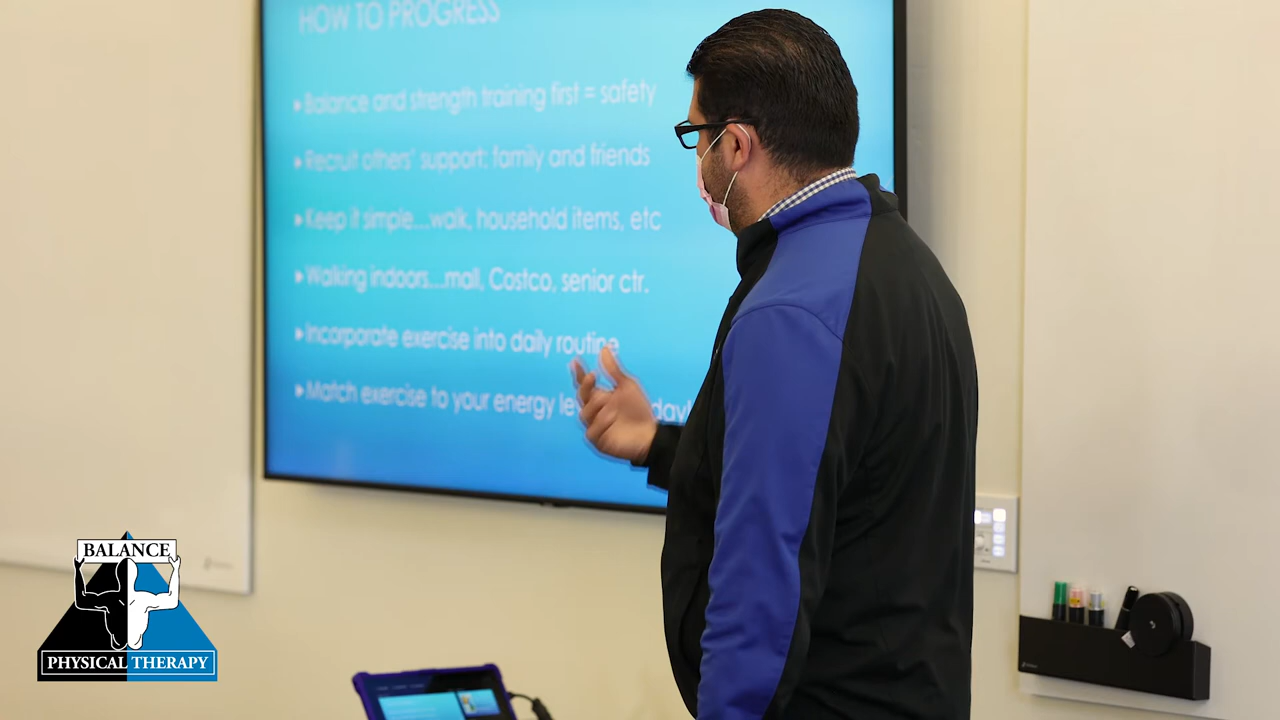 HOW TO PROGRESS
▸Balance and strength training first = safety
▸Recruit others' support: family and friends
▸Keep it simple...walk, household items, etc
▸Walking indoors...mall, Costco, senior ctr.
▸Incorporate exercise into daily routine
▸Match exercise to your energy
BALANCE
PHYSICAL THERAPY